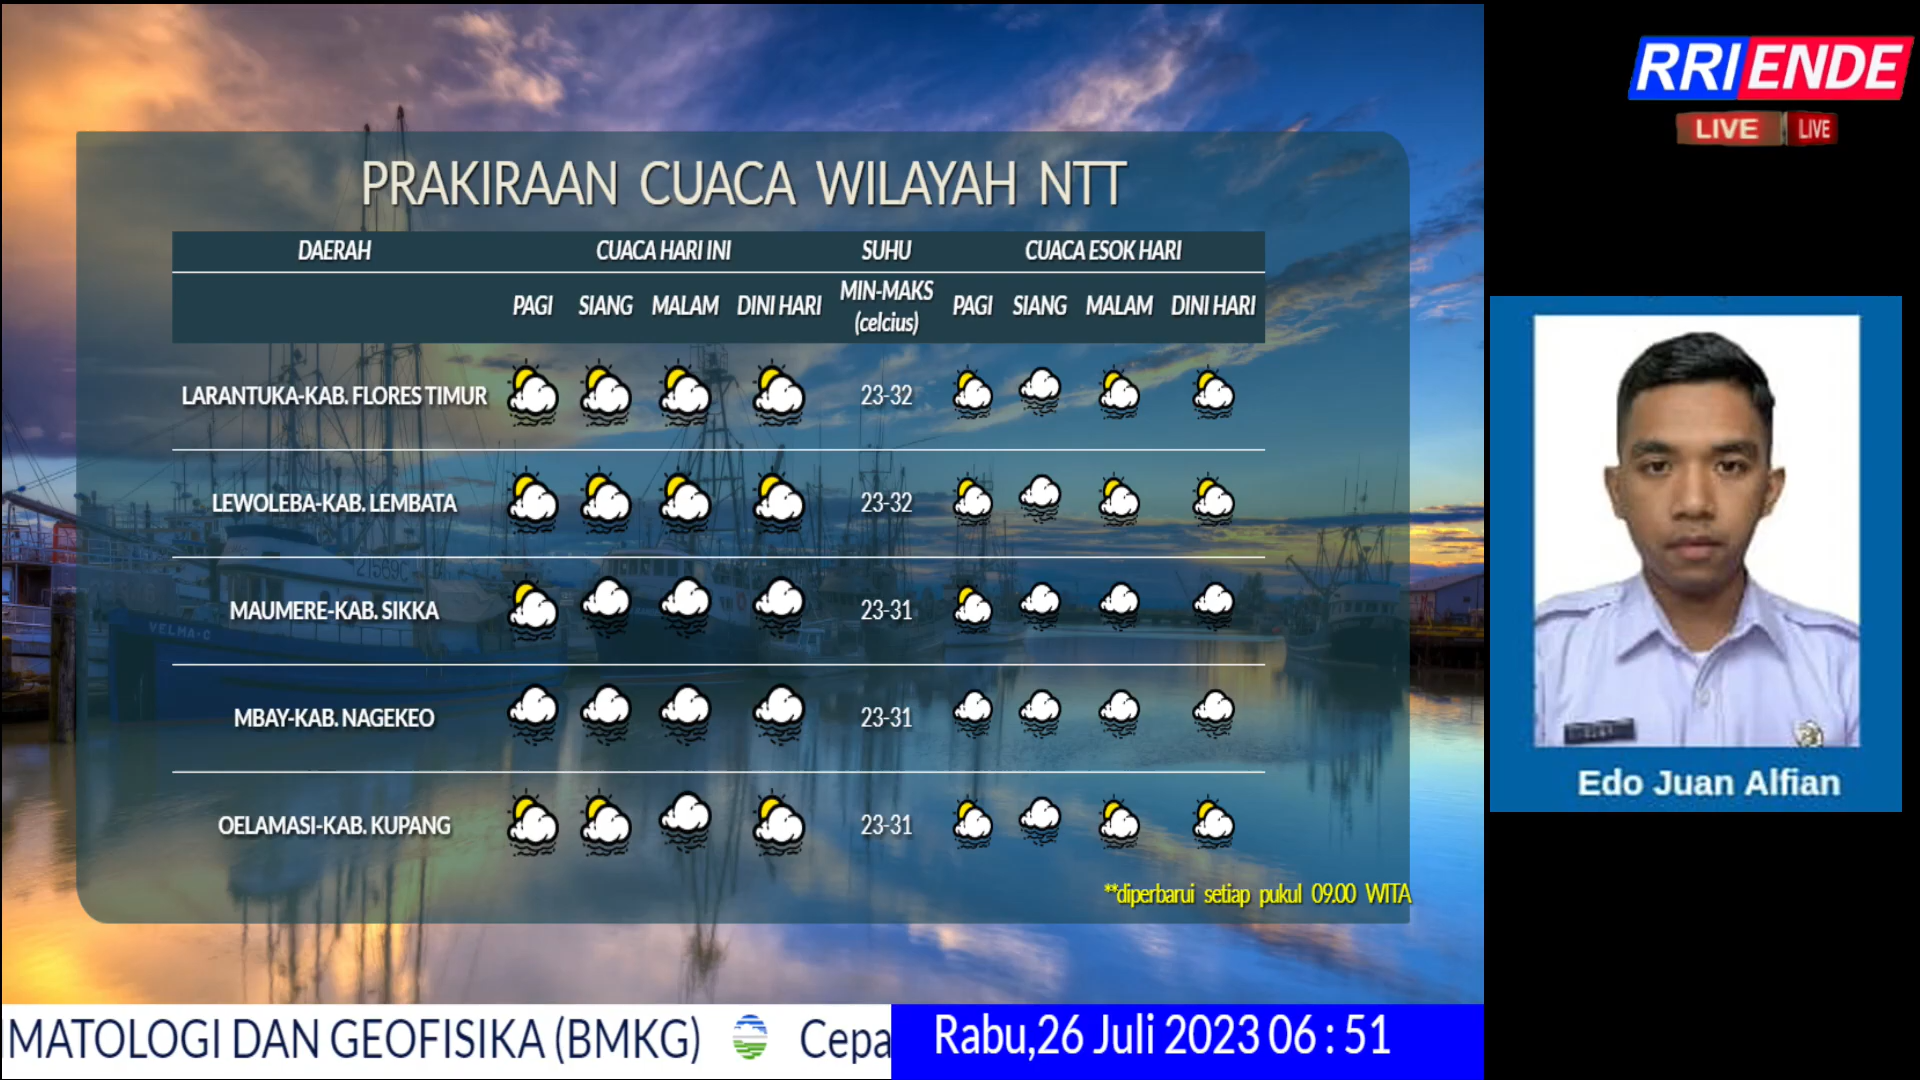 RRI ENDE
LIVE LIVE
PRAKIRAAN CUACA WILAYAH NTT
DAERAH CUACA HARI INI SUHU CUACA ESOK HARI
PAGI SIANG MALAM DINI HARI MIN-MAKS (celcius) PAGI SIANG MALAM DINI HARI
LARANTUKA-KAB. FLORES TIMUR 23-32
LEWOLEBA-KAB. LEMBATA 23-32
MAUMERE-KAB. SIKKA 23-31
MBAY-KAB. NAGEKEO 23-31
OELAMASI-KAB. KUPANG 23-31
**diperbarui setiap pukul 09.00 WITA
21569C
VELMA-C
Edo Juan Alfian
IMATOLOGI DAN GEOFISIKA (BMKG) Cepa
Rabu,26 Juli 2023 06 : 51